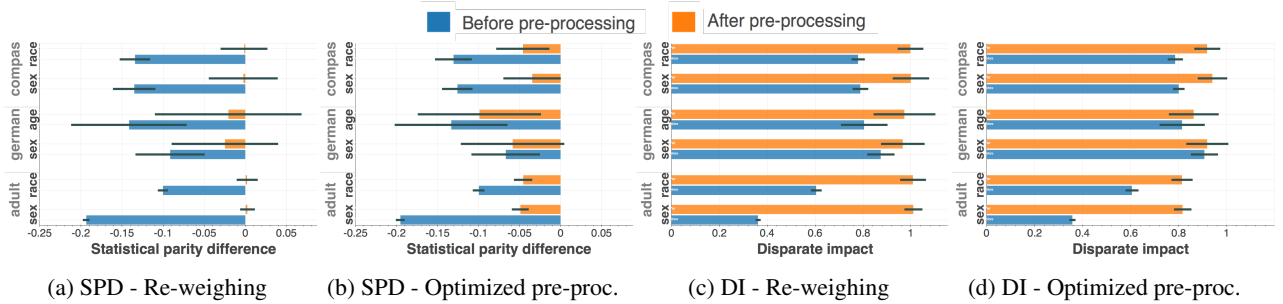 Before pre-processing
After pre-processing
compas
race
sex
german
age
sex
adult
race
sex
-0.25 -0.2 -0.15 -0.1 -0.05 0 0.05
Statistical parity difference
(a) SPD - Re-weighing
compas
race
sex
german
age
sex
adult
race
sex
-0.25 -0.2 -0.15 -0.1 -0.05 0
Statistical parity difference
(b) SPD - Optimized pre-proc.
compas
race
sex
german
age
sex
adult
race
sex
0 0.2 0.4 0.6 0.8 1
Disparate impact
(c) DI - Re-weighing
compas
race
sex
german
age
sex
adult
race
sex
0 0.2 0.4 0.6 0.8 1
Disparate impact
(d) DI - Optimized pre-proc.